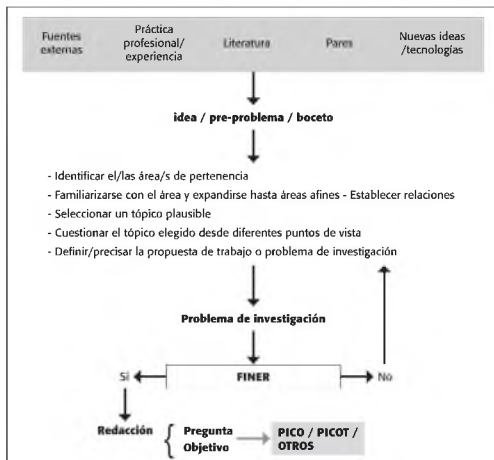 Fuentes externas
Práctica profesional/ experiencia
Literatura
Pares
Nuevas ideas /tecnologías
idea / pre-problema / boceto
- Identificar el/las área/s de pertenencia
- Familiarizarse con el área y expandirse hasta áreas afines - Establecer relaciones
- Seleccionar un tópico plausible
- Cuestionar el tópico elegido desde diferentes puntos de vista
- Definir/precisar la propuesta de trabajo o problema de investigación
Problema de investigación
Sí
FINER
No
Redacción
Pregunta
Objetivo
PICO / PICOT /
OTROS